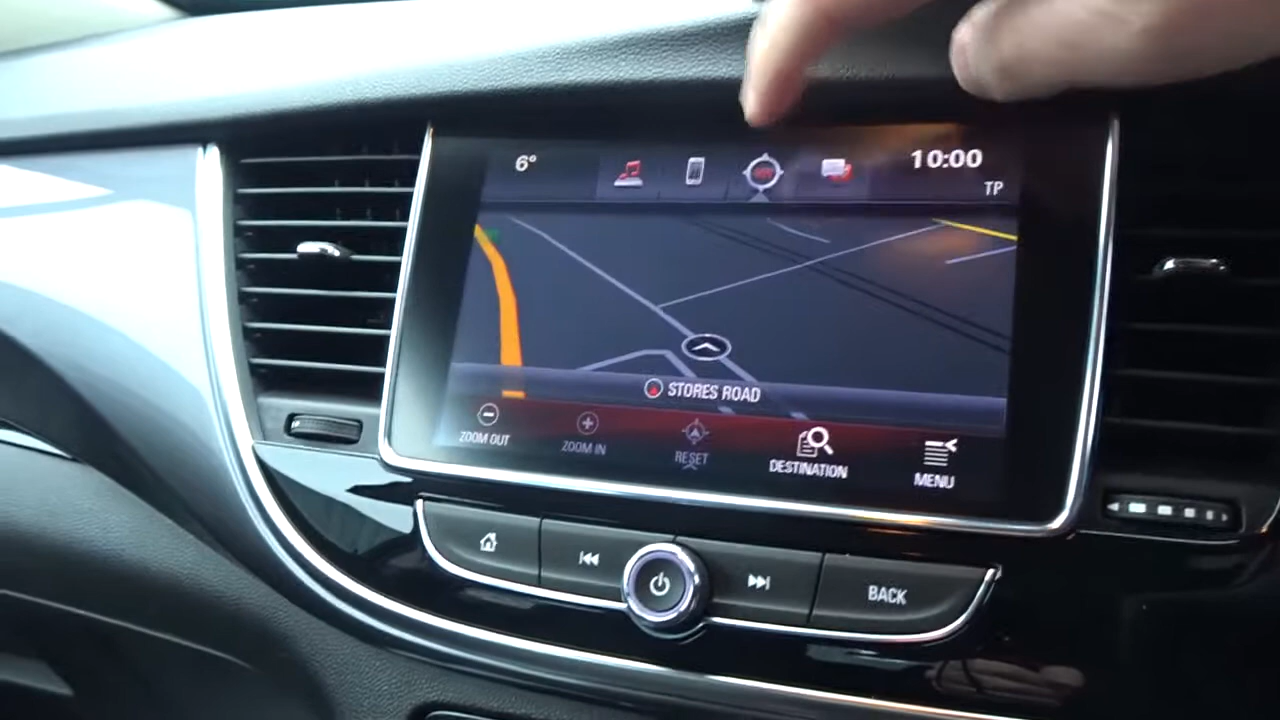 6°
10:00
TP
STORES ROAD
ZOOM OUT
ZOOM IN
RESET
DESTINATION
MENU
BACK